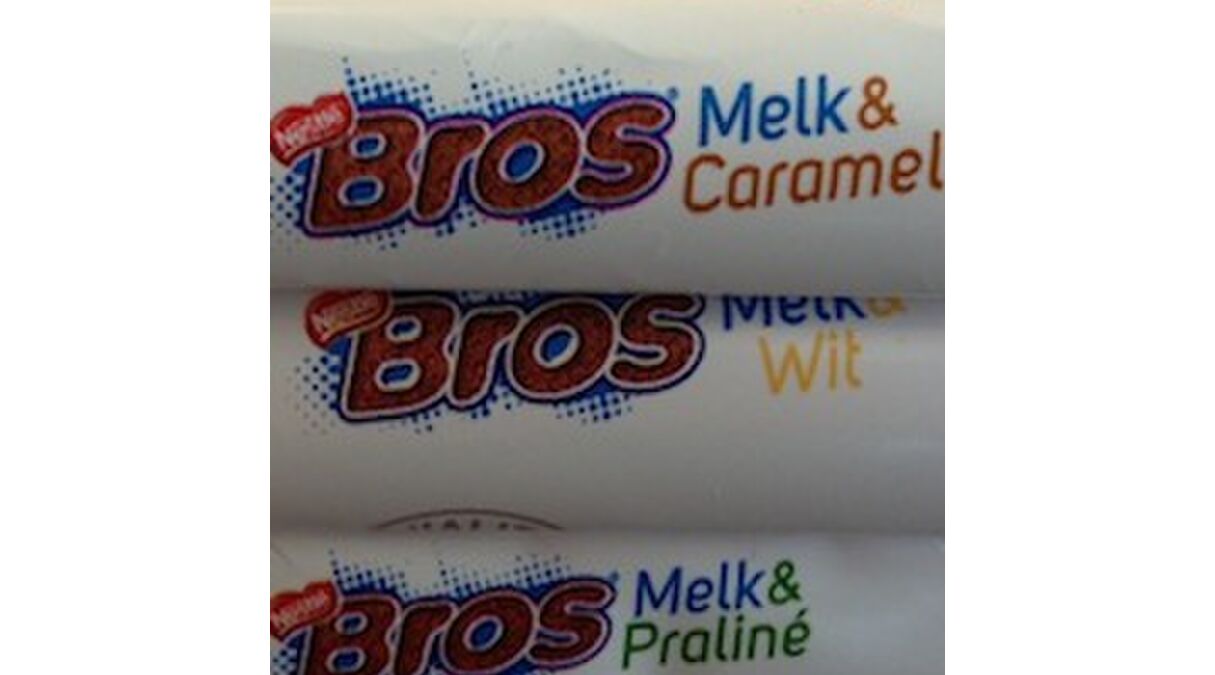 Nestlé Bros Melk &
Caramel
Nestlé Bros Melk &
Wit
Nestlé Bros Melk &
Praliné